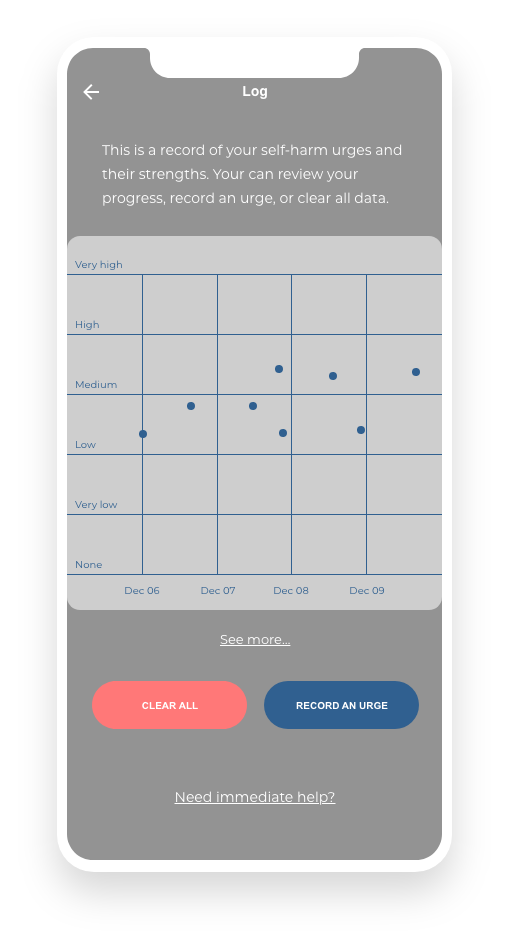 Log
This is a record of your self-harm urges and
their strengths. Your can review your
progress, record an urge, or clear all data.
Very high
High
Medium
Low
Very low
None
Dec 06 Dec 07 Dec 08 Dec 09
See more...
CLEAR ALL RECORD AN URGE
Need immediate help?